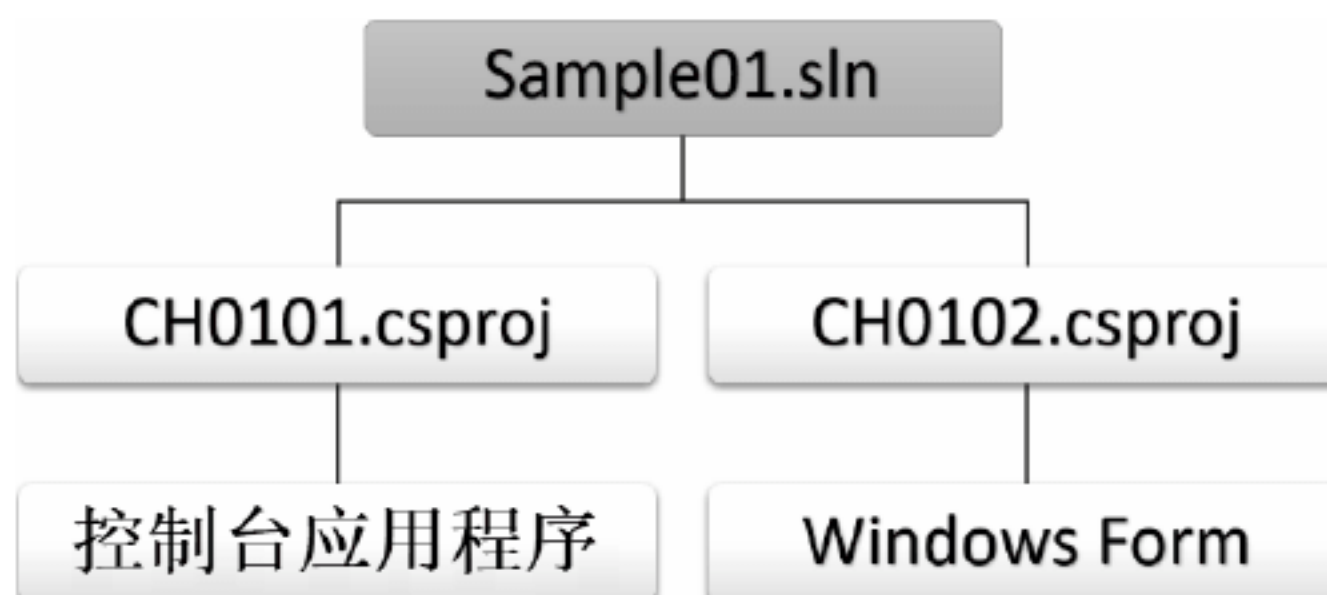 Sample01.sln
CH0101.csproj
CH0102.csproj
控制台应用程序
Windows Form